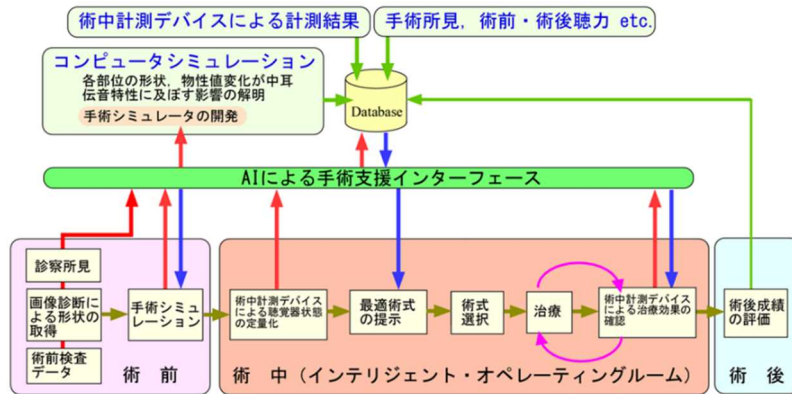 術中計測デバイスによる計測結果
手術所見，術前・術後聴力 etc.
コンピュータシミュレーション
各部位の形状，物性値変化が中耳
伝音特性に及ぼす影響の解明
手術シミュレータの開発
Database
AIによる手術支援インターフェース
診察所見
画像診断に
よる形状の
取得
術前検査
データ
手術シミュ
レーション
術中計測デバイス
による聴覚器状態
の定量化
最適術式
の提示
術式
選択
治療
術中計測デバイス
による治療効果の
確認
術後成績
の評価
術 前
術 中（インテリジェント・オペレーティングルーム）
術 後